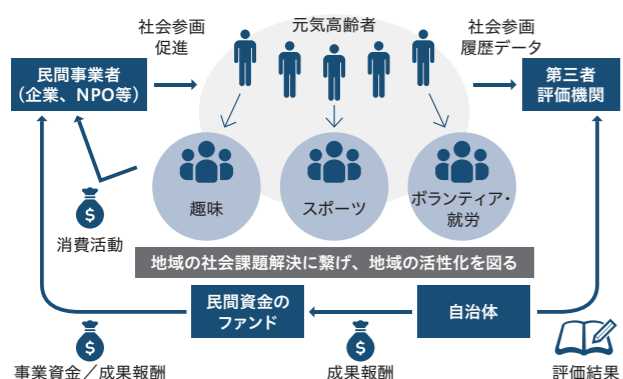 社会参画
促進
元気高齢者
社会参画
履歴データ
民間事業者
（企業、NPO等）
第三者
評価機関
趣味
スポーツ
ボランティア・
就労
$
消費活動
地域の社会課題解決に繋げ、地域の活性化を図る
民間資金の
ファンド
自治体
$
事業資金／成果報酬
$
成果報酬
評価結果